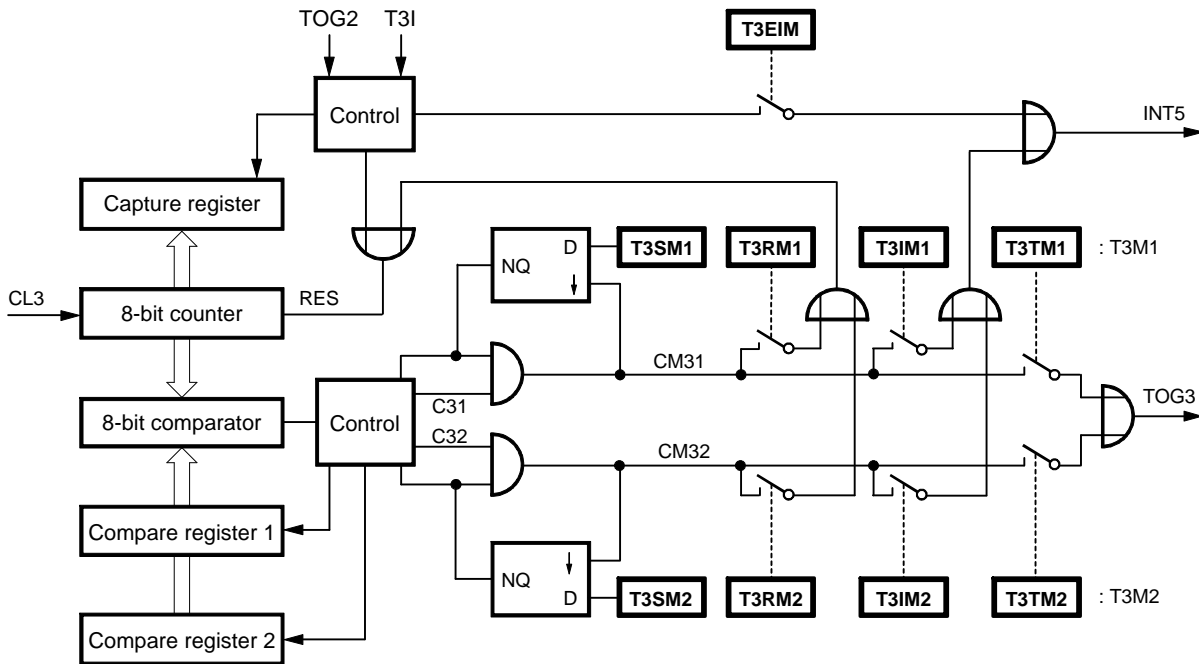 TOG2
T3I
T3EIM
Control
INT5
Capture register
D
T3SM1
T3RM1
T3IM1
T3TM1
: T3M1
NQ
CL3
8-bit counter
RES
CM31
C31
8-bit comparator
Control
TOG3
C32
CM32
Compare register 1
NQ
D
T3SM2
T3RM2
T3IM2
T3TM2
: T3M2
Compare register 2